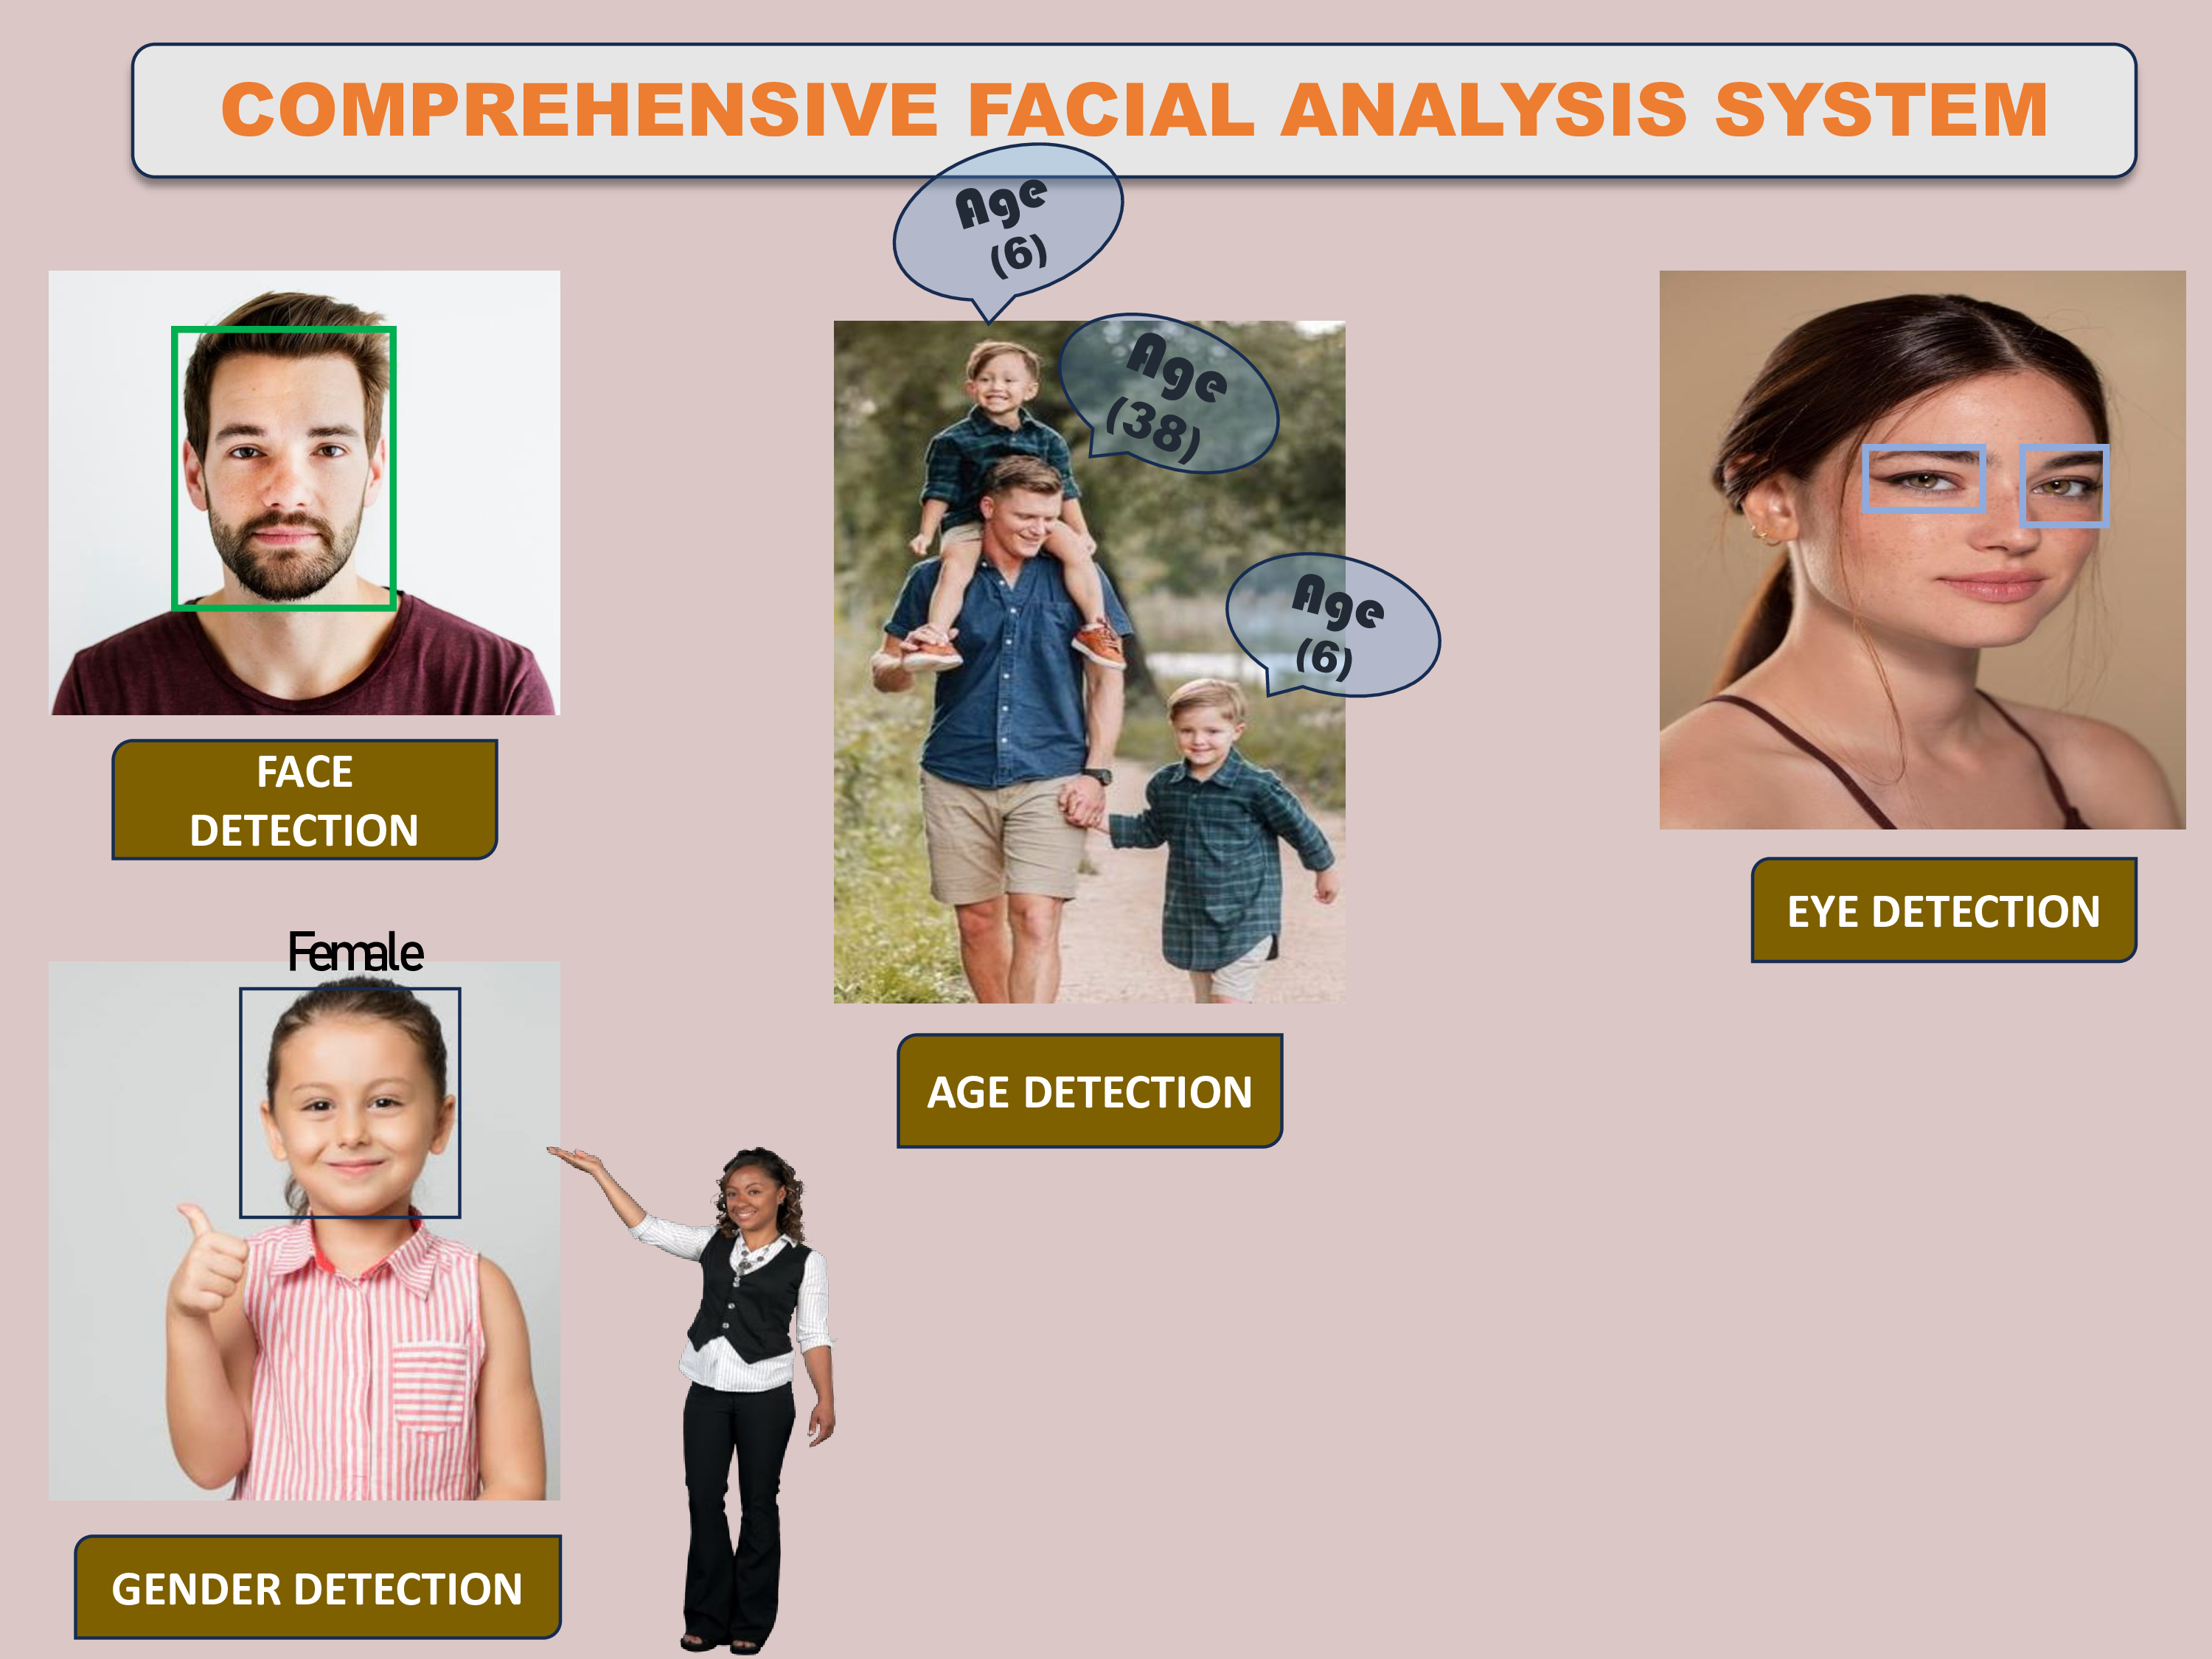 COMPREHENSIVE FACIAL ANALYSIS SYSTEM
Age
(6)
Age
(38)
Age
(6)
FACE
DETECTION
EYE DETECTION
Female
AGE DETECTION
GENDER DETECTION